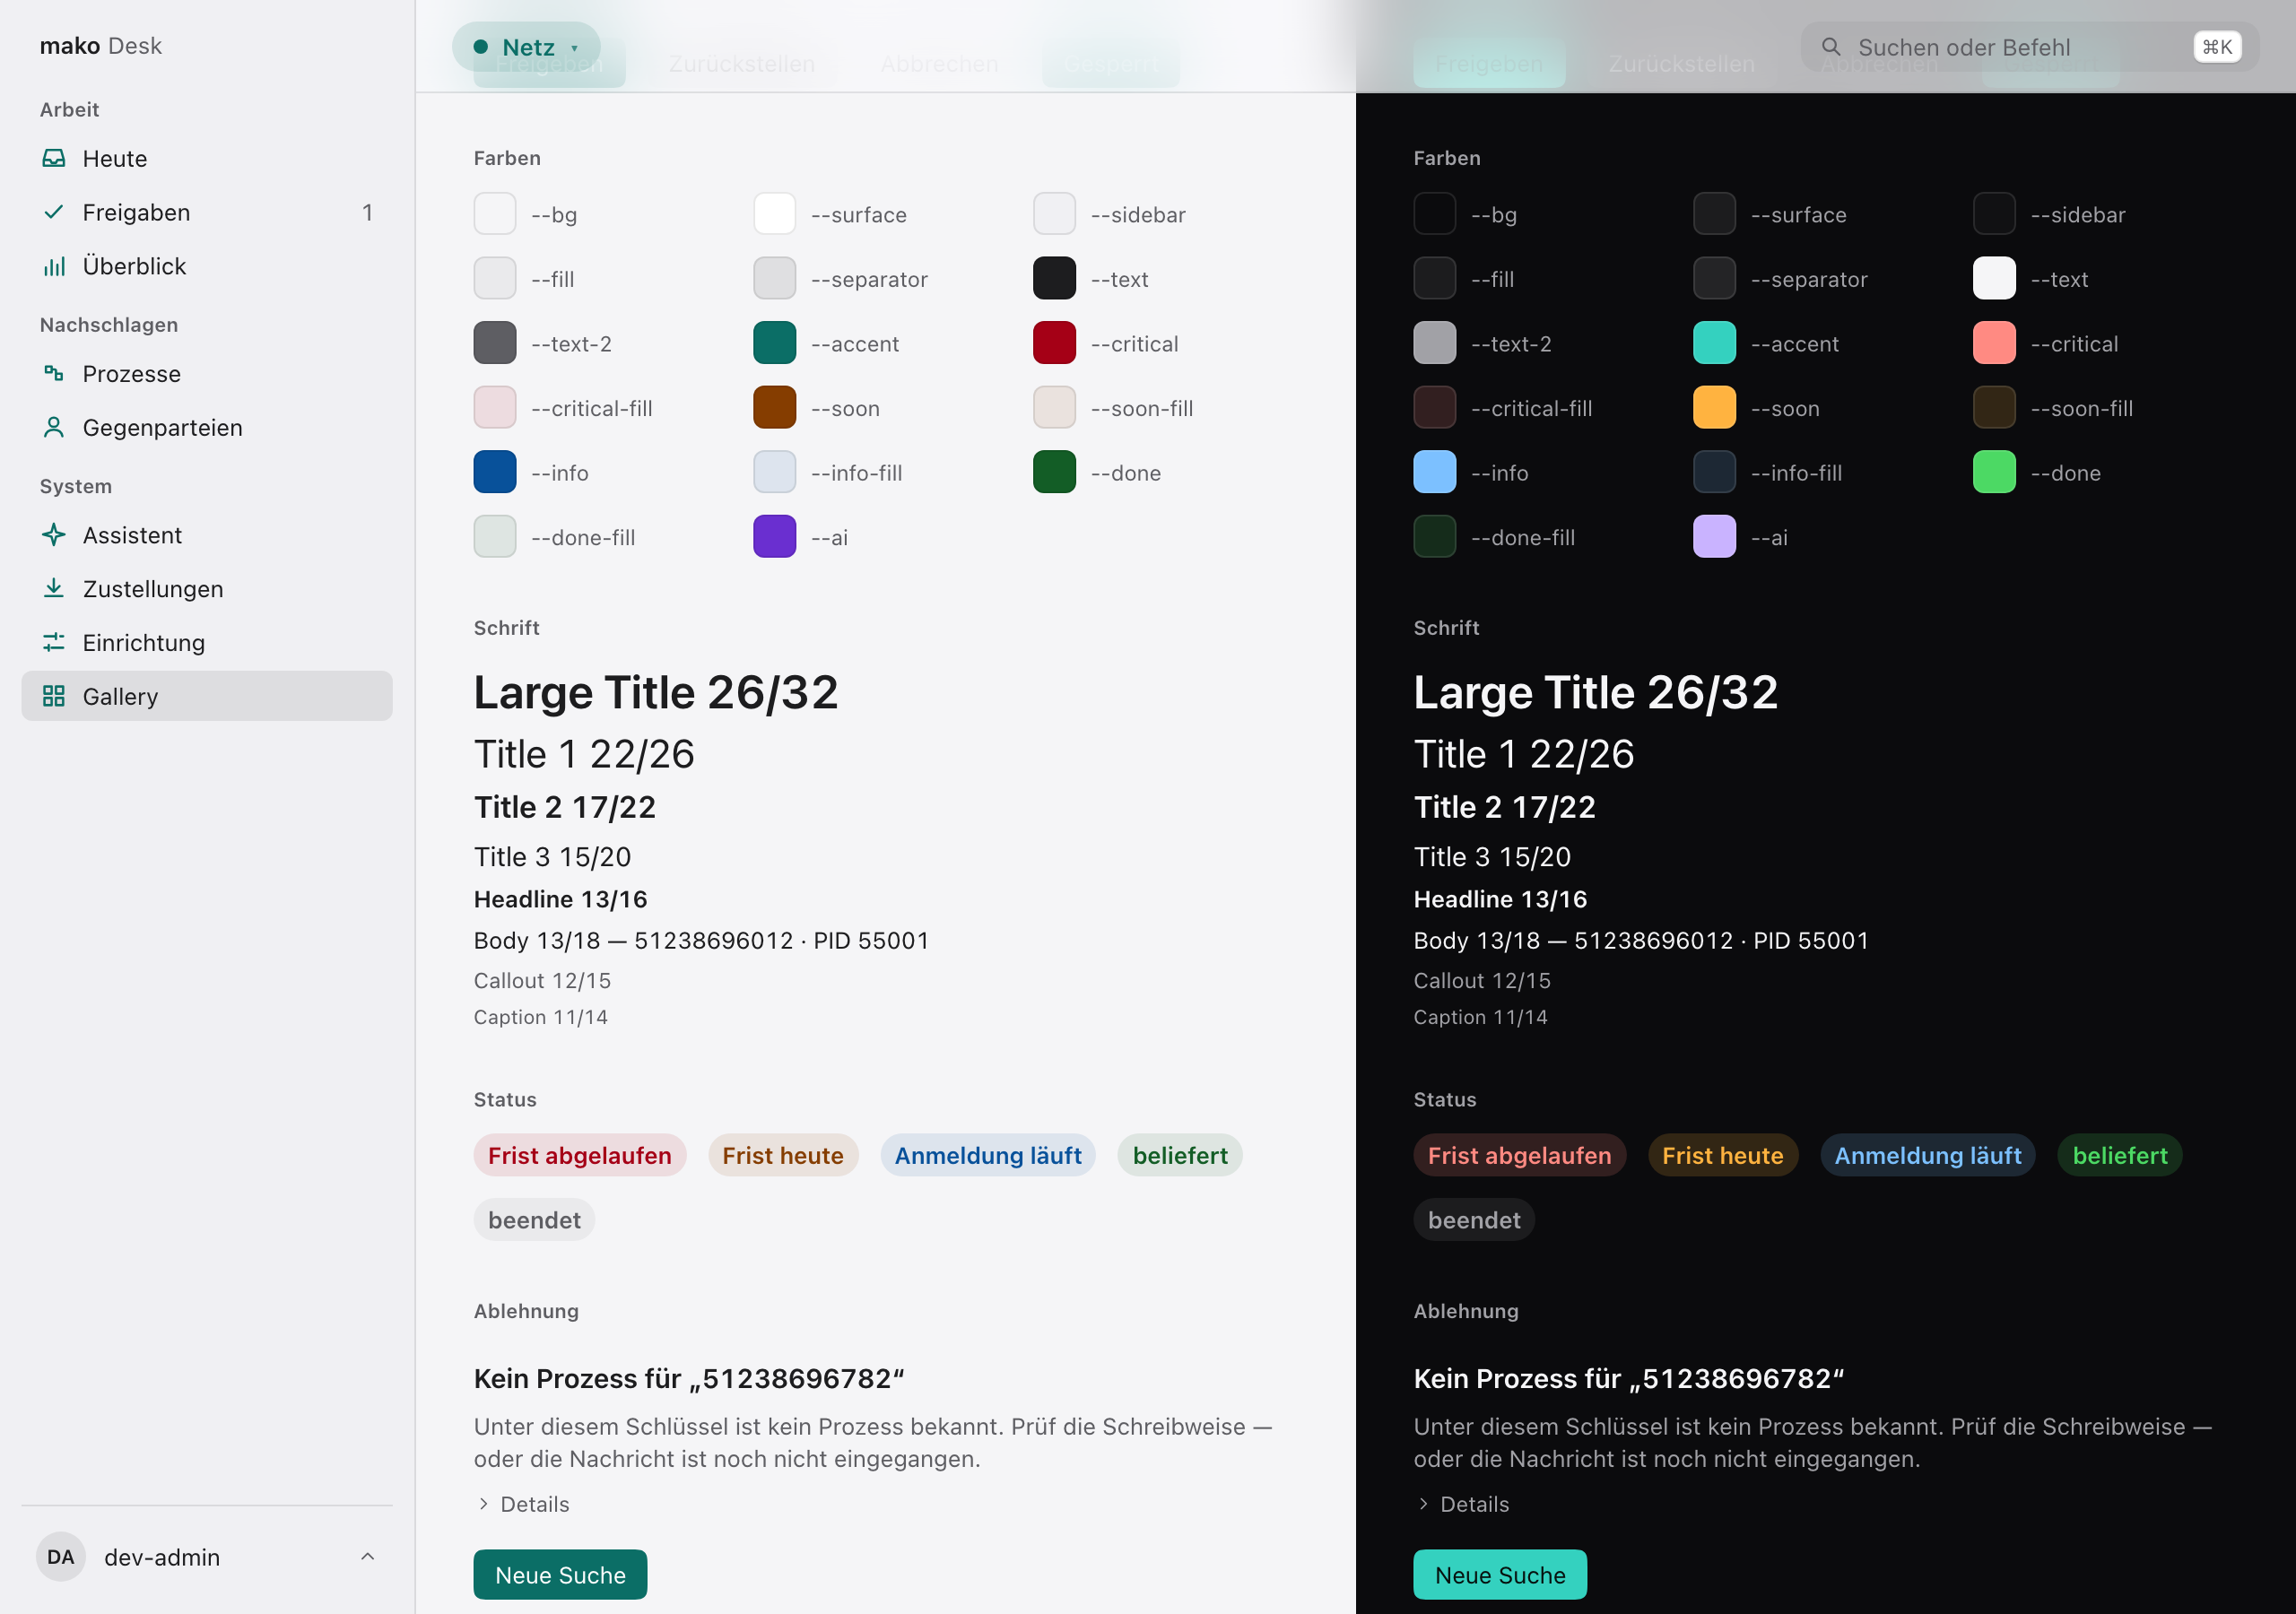 mako Desk
Arbeit
Heute
Freigaben 1
Überblick
Nachschlagen
Prozesse
Gegenparteien
System
Assistent
Zustellungen
Einrichtung
Gallery
DA dev-admin
Netz
Freigeben Zurückstellen Abbrechen Gesperrt
Farben
--bg --surface --sidebar
--fill --separator --text
--text-2 --accent --critical
--critical-fill --soon --soon-fill
--info --info-fill --done
--done-fill --ai
Schrift
Large Title 26/32
Title 1 22/26
Title 2 17/22
Title 3 15/20
Headline 13/16
Body 13/18 — 51238696012 · PID 55001
Callout 12/15
Caption 11/14
Status
Frist abgelaufen Frist heute Anmeldung läuft beliefert
beendet
Ablehnung
Kein Prozess für „51238696782“
Unter diesem Schlüssel ist kein Prozess bekannt. Prüf die Schreibweise —
oder die Nachricht ist noch nicht eingegangen.
Details
Neue Suche
Suchen oder Befehl ⌘K
Freigeben Zurückstellen Abbrechen
Farben
--bg --surface --sidebar
--fill --separator --text
--text-2 --accent --critical
--critical-fill --soon --soon-fill
--info --info-fill --done
--done-fill --ai
Schrift
Large Title 26/32
Title 1 22/26
Title 2 17/22
Title 3 15/20
Headline 13/16
Body 13/18 — 51238696012 · PID 55001
Callout 12/15
Caption 11/14
Status
Frist abgelaufen Frist heute Anmeldung läuft beliefert
beendet
Ablehnung
Kein Prozess für „51238696782“
Unter diesem Schlüssel ist kein Prozess bekannt. Prüf die Schreibweise —
oder die Nachricht ist noch nicht eingegangen.
Details
Neue Suche